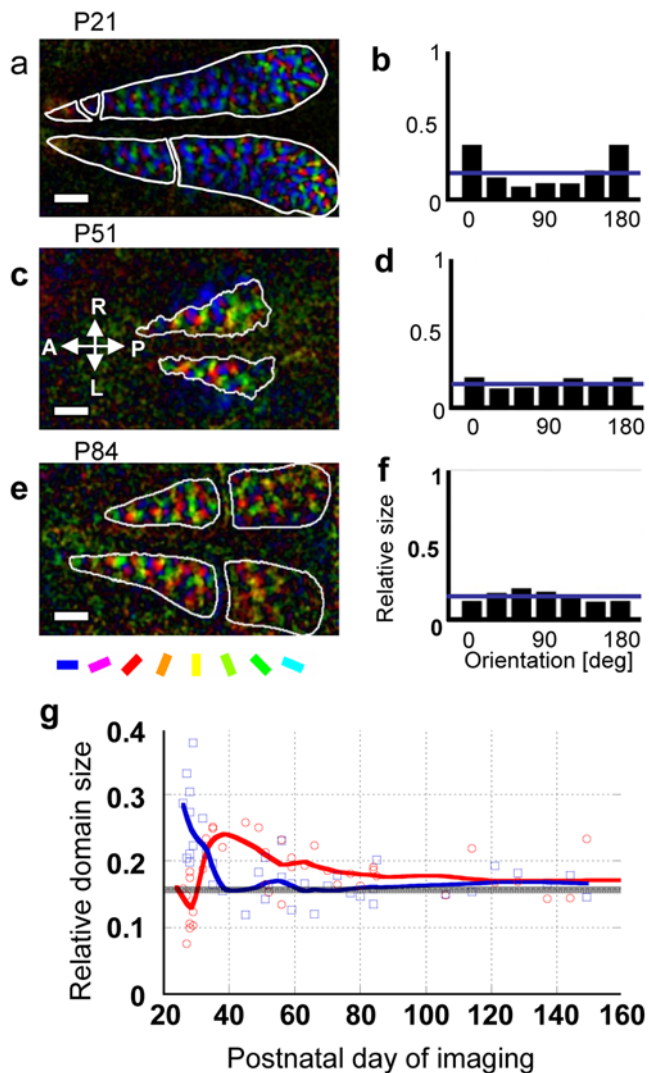 P21
a
b
1
0.5
0
0 90 180
P51
c
R
A P
L
d
1
0.5
0
0 90 180
P84
e
f
1
0.5
0
Relative size
0 90 180
Orientation [deg]
g
0.4
0.3
0.2
0.1
0
Relative domain size
20 40 60 80 100 120 140 160
Postnatal day of imaging